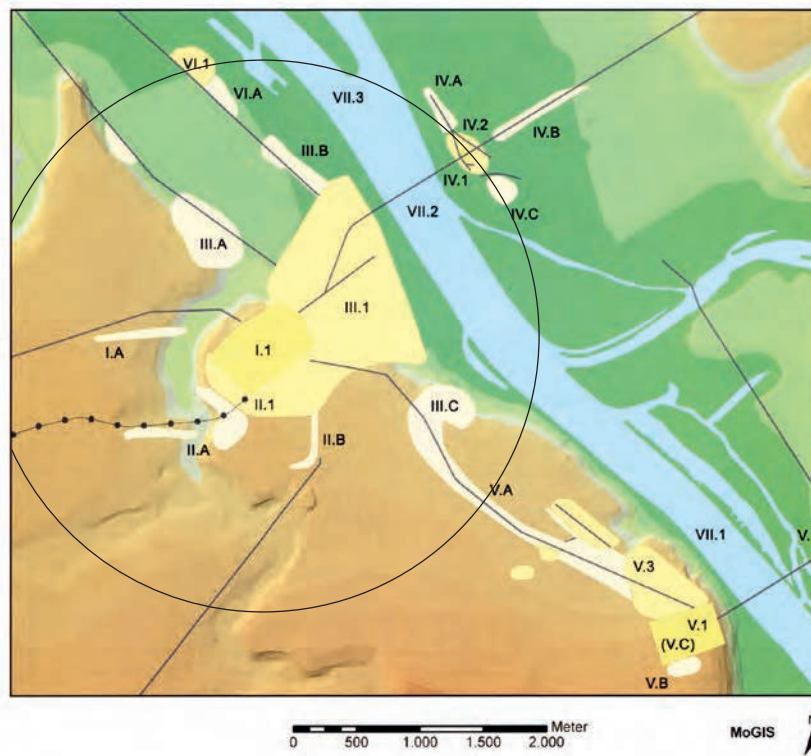 VI.1
VI.A
VII.3
IV.A
IV.2
IV.B
III.B
IV.1
IV.C
VII.2
III.A
III.1
I.A
I.1
II.1
III.C
II.A
II.B
V.A
VII.1
V.
V.3
V.1
(V.C)
V.B
Meter
0 500 1.000 1.500 2.000
MoGIS